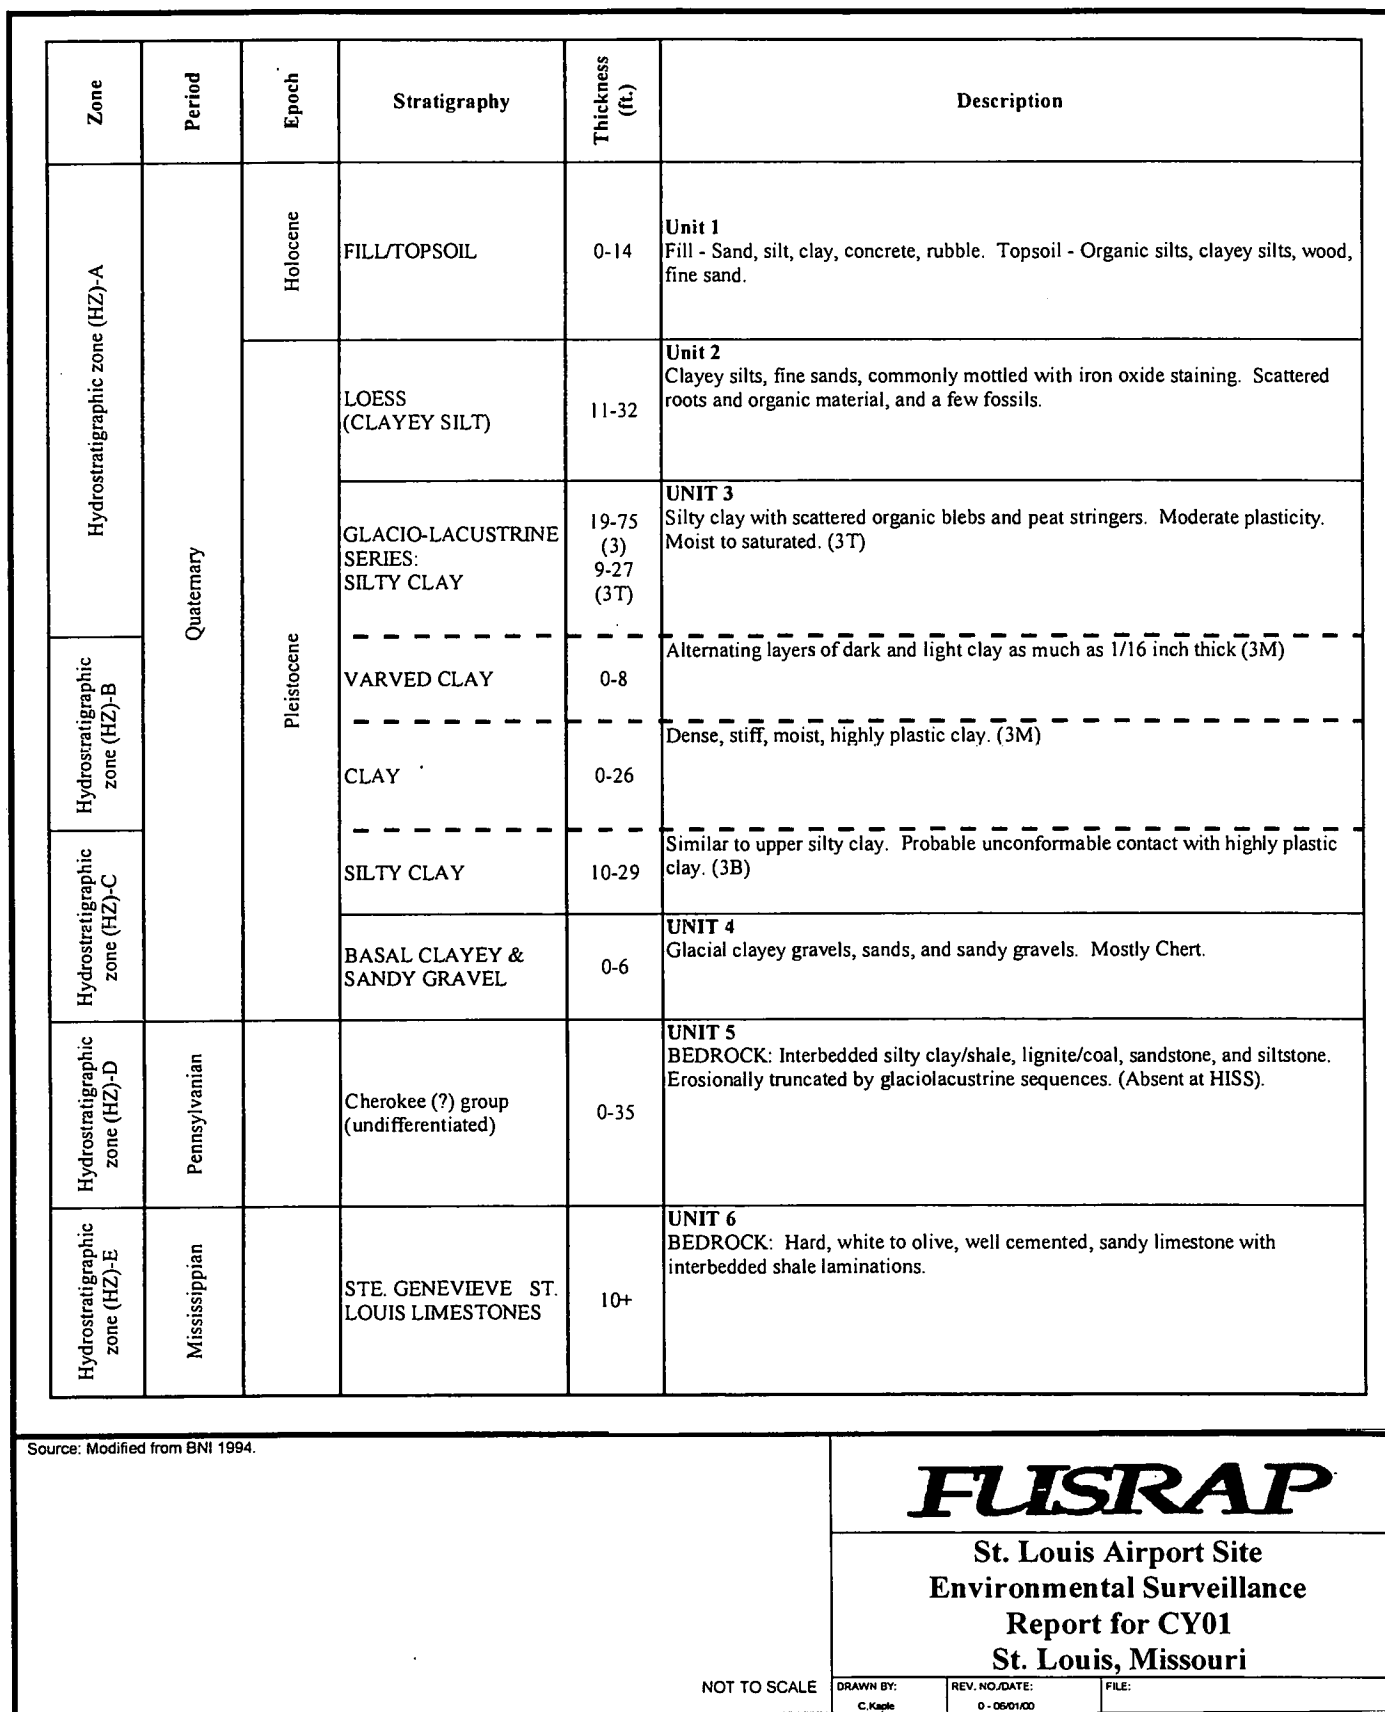 Zone
Period
Epoch
Stratigraphy
Thickness
(ft.)
Description
Hydrostratigraphic zone (HZ)-A
Quaternary
Holocene
FILL/TOPSOIL
0-14
Unit 1
Fill - Sand, silt, clay, concrete, rubble. Topsoil - Organic silts, clayey silts, wood,
fine sand.
Pleistocene
LOESS
(CLAYEY SILT)
11-32
Unit 2
Clayey silts, fine sands, commonly mottled with iron oxide staining. Scattered
roots and organic material, and a few fossils.
GLACIO-LACUSTRINE
SERIES:
SILTY CLAY
19-75
(3)
9-27
(3T)
UNIT 3
Silty clay with scattered organic blebs and peat stringers. Moderate plasticity.
Moist to saturated. (3T)
Hydrostratigraphic
zone (HZ)-B
VARVED CLAY
0-8
Alternating layers of dark and light clay as much as 1/16 inch thick (3M)
CLAY
0-26
Dense, stiff, moist, highly plastic clay. (3M)
Hydrostratigraphic
zone (HZ)-C
SILTY CLAY
10-29
Similar to upper silty clay. Probable unconformable contact with highly plastic
clay. (3B)
BASAL CLAYEY &
SANDY GRAVEL
0-6
UNIT 4
Glacial clayey gravels, sands, and sandy gravels. Mostly Chert.
Hydrostratigraphic
zone (HZ)-D
Pennsylvanian
Cherokee (?) group
(undifferentiated)
0-35
UNIT 5
BEDROCK: Interbedded silty clay/shale, lignite/coal, sandstone, and siltstone.
Erosionally truncated by glaciolacustrine sequences. (Absent at HISS).
Hydrostratigraphic
zone (HZ)-E
Mississippian
STE. GENEVIEVE ST.
LOUIS LIMESTONES
10+
UNIT 6
BEDROCK: Hard, white to olive, well cemented, sandy limestone with
interbedded shale laminations.
Source: Modified from BNI 1994.
FUSRAP
St. Louis Airport Site
Environmental Surveillance
Report for CY01
St. Louis, Missouri
NOT TO SCALE
DRAWN BY:
C.Kaple
REV. NO./DATE:
0 - 06/01/00
FILE: